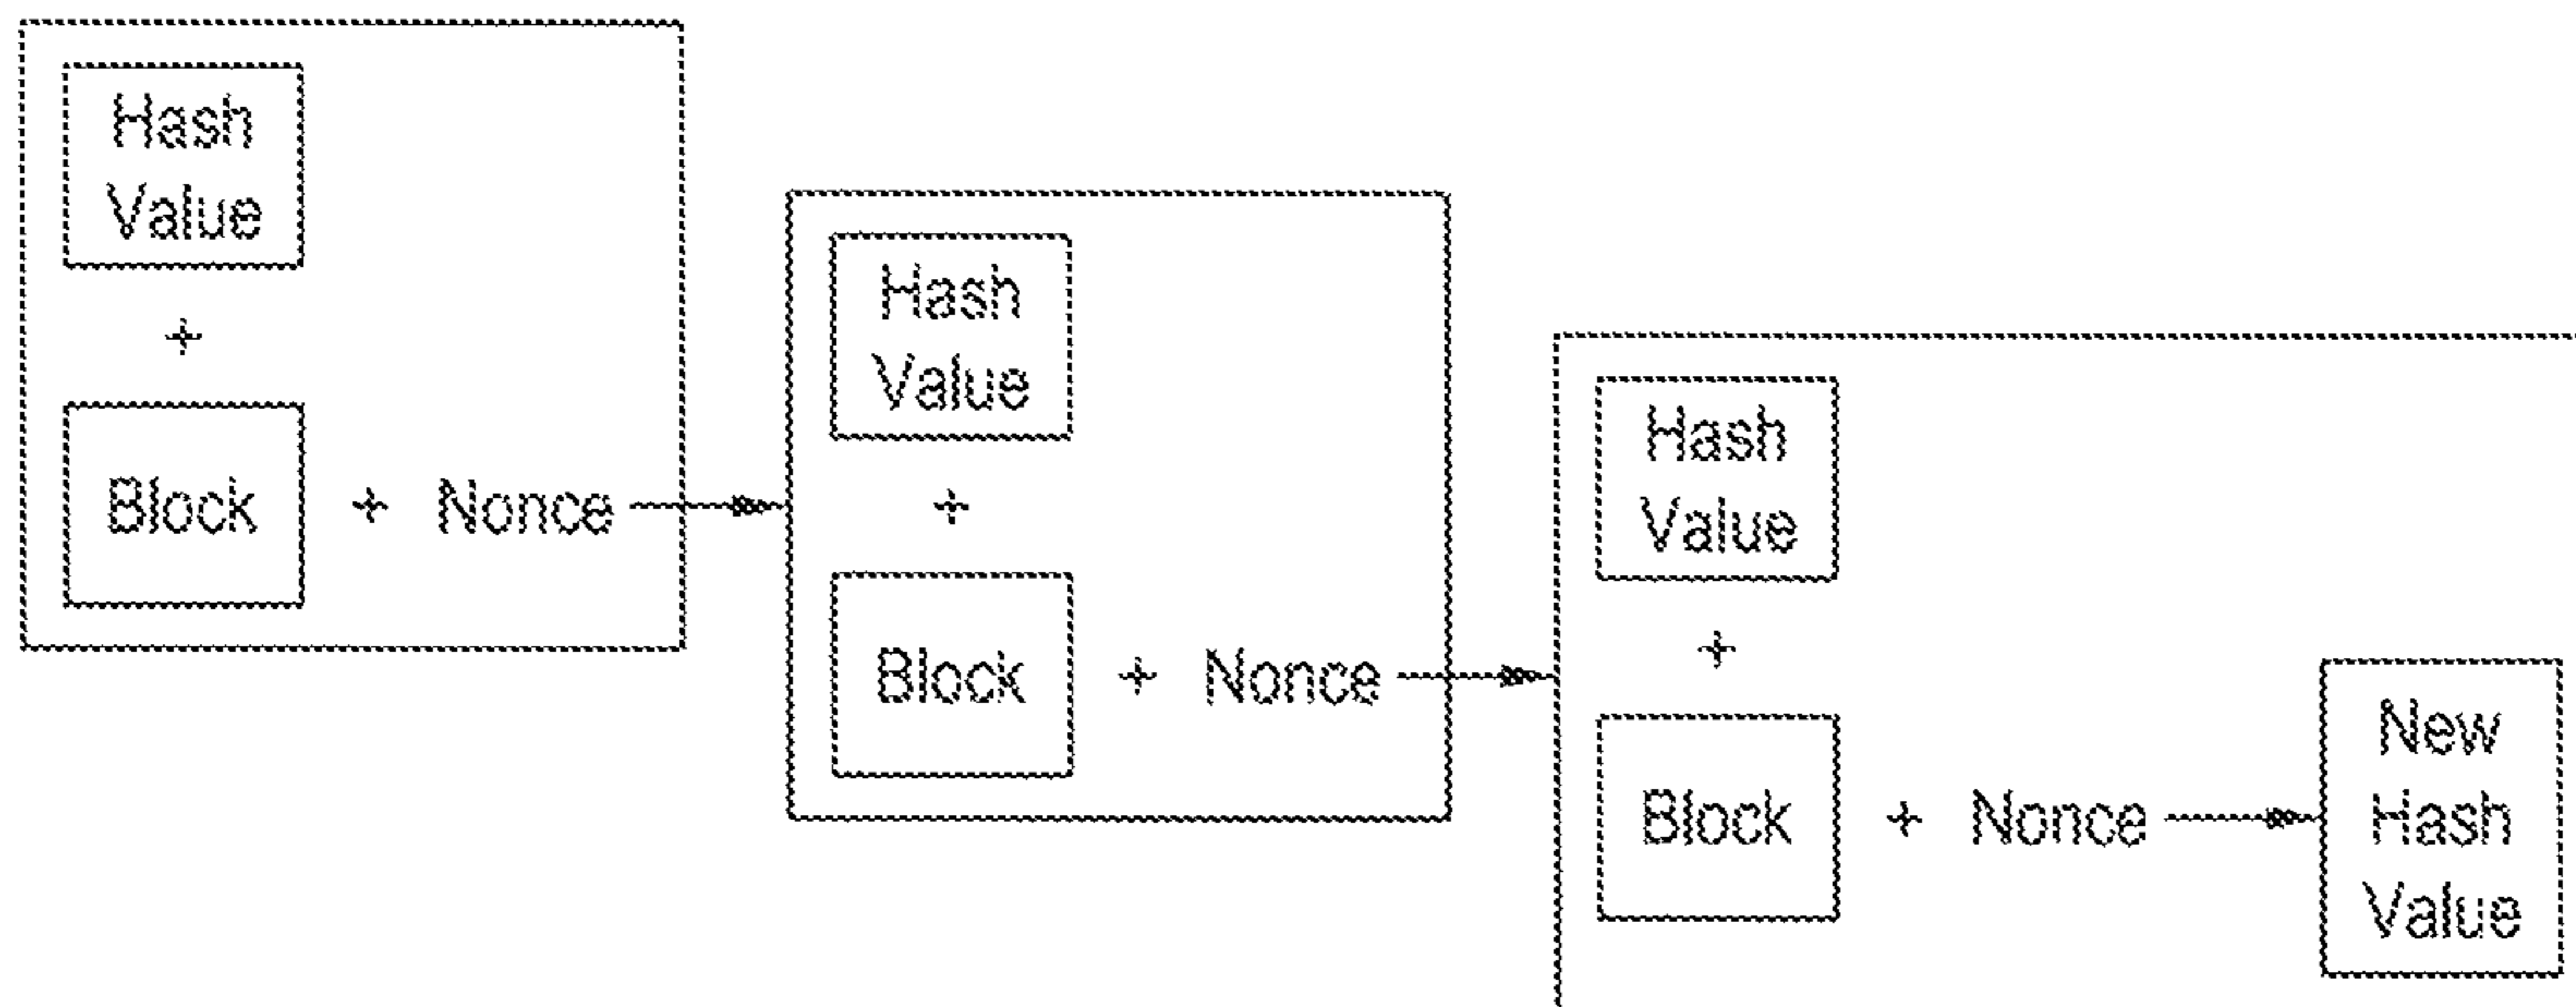 Hash
Value
+
Block + Nonce
Hash
Value
+
Block + Nonce
Hash
Value
+
Block + Nonce
New
Hash
Value